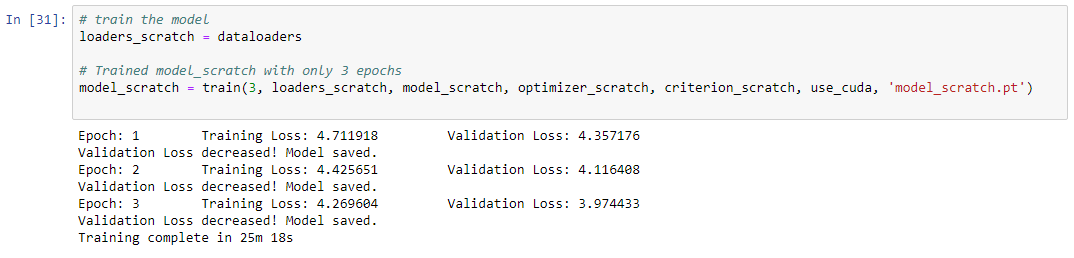 In [31]: # train the model
loaders_scratch = dataloaders
# Trained model_scratch with only 3 epochs
model_scratch = train(3, loaders_scratch, model_scratch, optimizer_scratch, criterion_scratch, use_cuda, 'model_scratch.pt')
Epoch: 1 Training Loss: 4.711918 Validation Loss: 4.357176
Validation Loss decreased! Model saved.
Epoch: 2 Training Loss: 4.425651 Validation Loss: 4.116408
Validation Loss decreased! Model saved.
Epoch: 3 Training Loss: 4.269604 Validation Loss: 3.974433
Validation Loss decreased! Model saved.
Training complete in 25m 18s